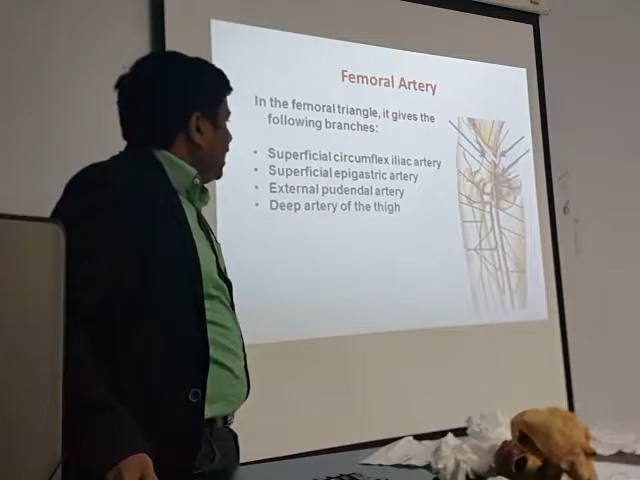 Femoral Artery
In the femoral triangle, it gives the
following branches:
• Superficial circumflex iliac artery
• Superficial epigastric artery
• External pudendal artery
• Deep artery of the thigh